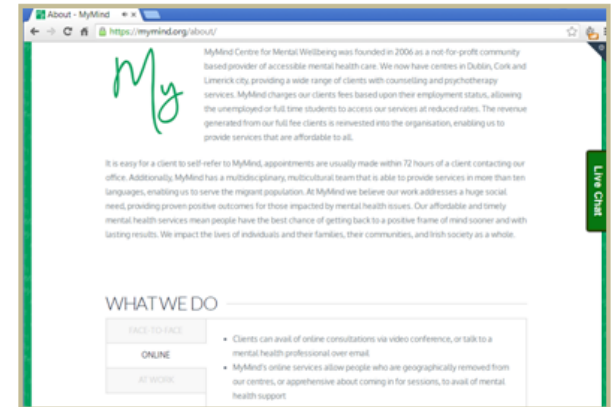 About - MyMind
https://mymind.org/about/
My
MyMind Centre for Mental Wellbeing was founded in 2006 as a not-for-profit community
based provider of accessible mental health care. We now have centres in Dublin, Cork and
Limerick city, providing a wide range of clients with counselling and psychotherapy
services. MyMind charges our clients fees based upon their employment status, allowing
the unemployed or full time students to access our services at reduced rates. The revenue
generated from our full fee clients is reinvested into the organisation, enabling us to
provide services that are affordable to all.
It is easy for a client to self-refer to MyMind, appointments are usually made within 72 hours of a client contacting our
office. Additionally, MyMind has a multidisciplinary, multicultural team that is able to provide services in more than ten
languages, enabling us to serve the migrant population. At MyMind we believe our work addresses a huge social
need, providing proven positive outcomes for those impacted by mental health issues. Our affordable and timely
mental health services mean people have the best chance of getting back to a positive frame of mind sooner and with
lasting results. We impact the lives of individuals and their families, their communities, and Irish society as a whole.
Live Chat
WHAT WE DO
FACE-TO-FACE
ONLINE
AT WORK
• Clients can avail of online consultations via video conference, or talk to a
mental health professional over email
• MyMind's online services allow people who are geographically removed from
our centres, or apprehensive about coming in for sessions, to avail of mental
health support